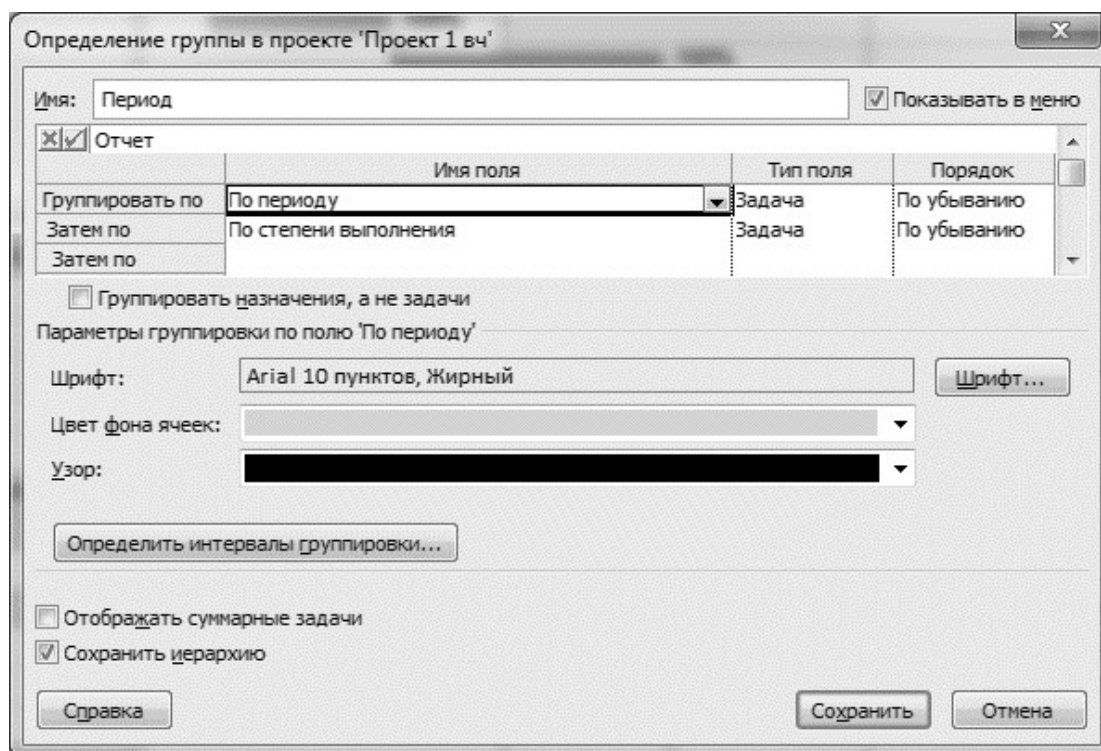 Определение группы в проекте 'Проект 1 вч'
Имя: Период Показывать в меню
Отчет
Имя поля Тип поля Порядок
Группировать по По периоду Задача По убыванию
Затем по По степени выполнения Задача По убыванию
Затем по
Группировать назначения, а не задачи
Параметры группировки по полю 'По периоду'
Шрифт: Arial 10 пунктов, Жирный Шрифт...
Цвет фона ячеек:
Узор:
Определить интервалы группировки...
Отображать суммарные задачи
Сохранить иерархию
Справка Сохранить Отмена